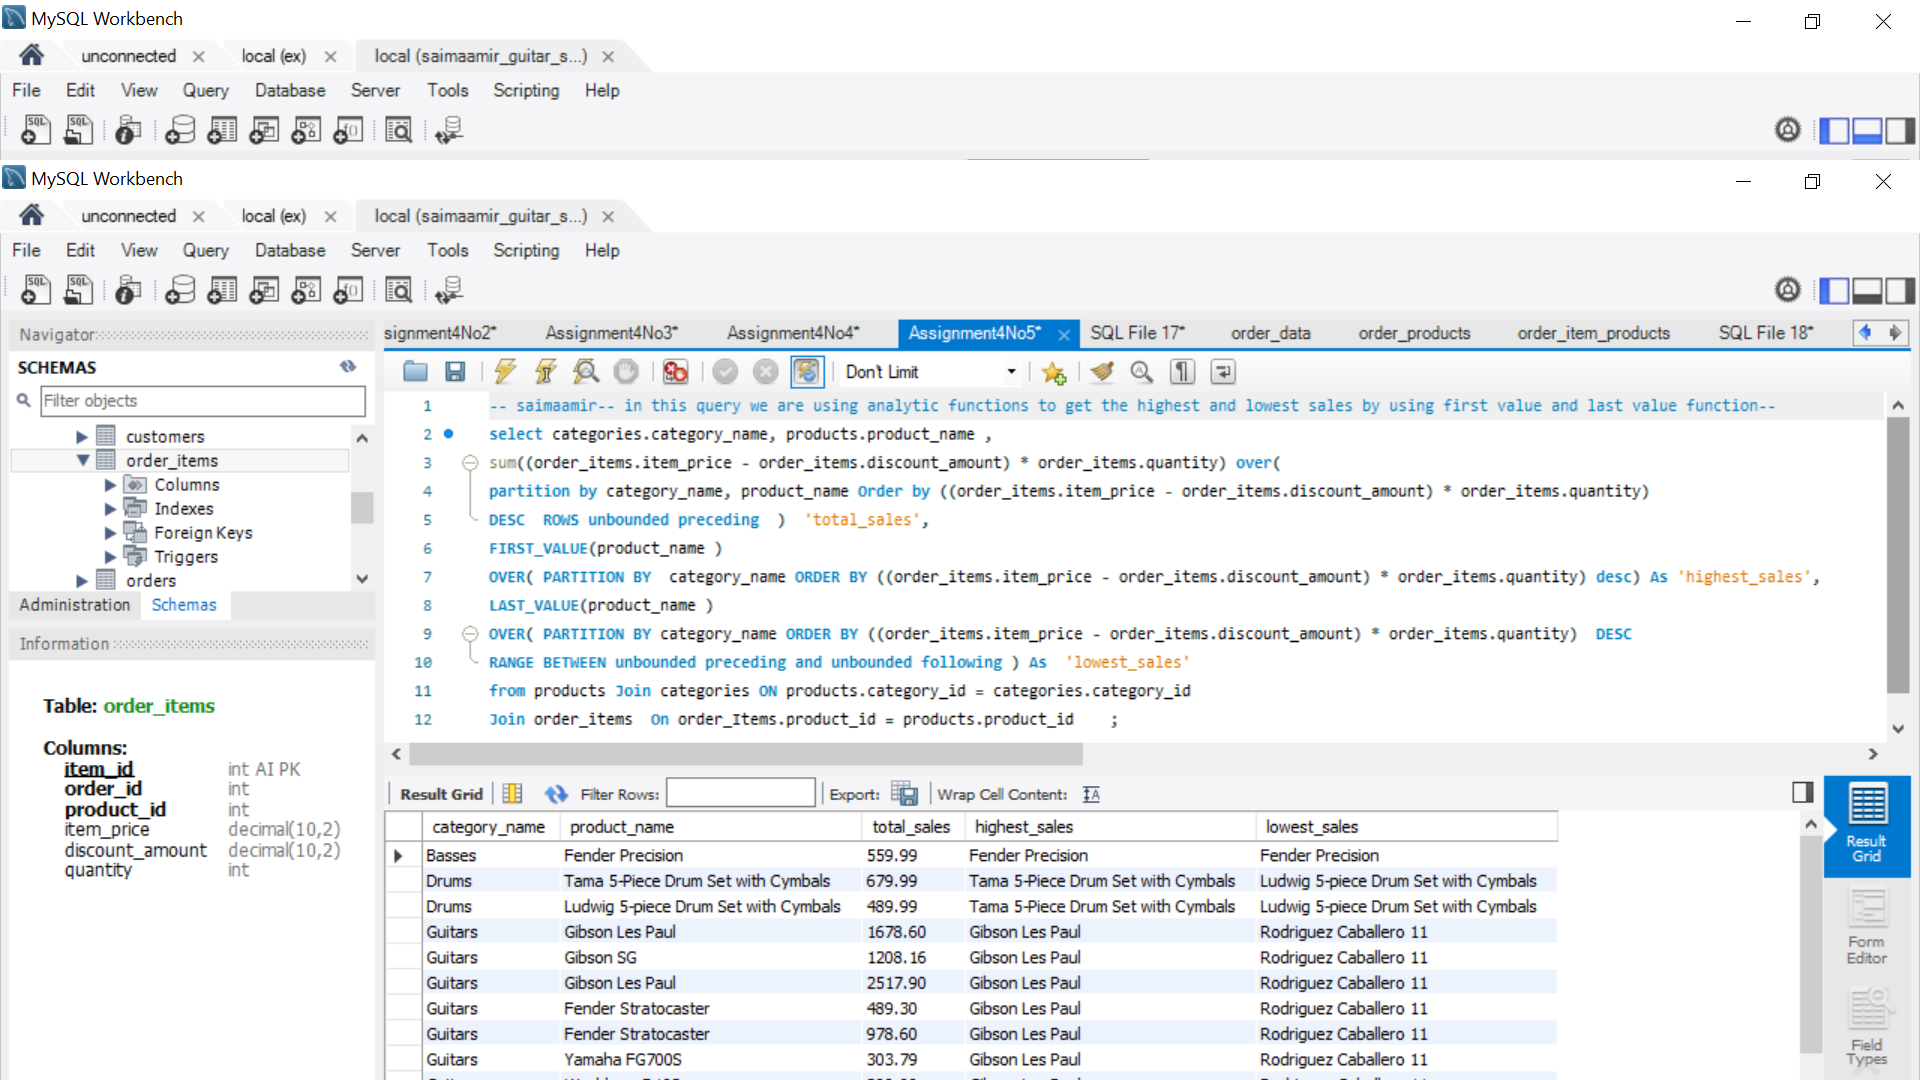 MySQL Workbench
unconnected
local (ex)
local (saimaamir_guitar_s...)
File Edit View Query Database Server Tools Scripting Help
MySQL Workbench
unconnected
local (ex)
local (saimaamir_guitar_s...)
File Edit View Query Database Server Tools Scripting Help
Navigator
SCHEMAS
Filter objects
customers
order_items
Columns
Indexes
Foreign Keys
Triggers
orders
Administration Schemas
Information
Table: order_items
Columns:
item_id int AI PK
order_id int
product_id int
item_price decimal(10,2)
discount_amount decimal(10,2)
quantity int
signment4No2* Assignment4No3* Assignment4No4* Assignment4No5* SQL File 17* order_data order_products order_item_products SQL File 18*
Don't Limit
1 -- saimaamir-- in this query we are using analytic functions to get the highest and lowest sales by using first value and last value function--
2 select categories.category_name, products.product_name ,
3 sum((order_items.item_price - order_items.discount_amount) * order_items.quantity) over(
4 partition by category_name, product_name Order by ((order_items.item_price - order_items.discount_amount) * order_items.quantity)
5 DESC ROWS unbounded preceding ) 'total_sales',
6 FIRST_VALUE(product_name )
7 OVER( PARTITION BY category_name ORDER BY ((order_items.item_price - order_items.discount_amount) * order_items.quantity) desc) As 'highest_sales',
8 LAST_VALUE(product_name )
9 OVER( PARTITION BY category_name ORDER BY ((order_items.item_price - order_items.discount_amount) * order_items.quantity) DESC
10 RANGE BETWEEN unbounded preceding and unbounded following ) As 'lowest_sales'
11 from products Join categories ON products.category_id = categories.category_id
12 Join order_items On order_Items.product_id = products.product_id ;
Result Grid Filter Rows: Export: Wrap Cell Content:
category_name product_name total_sales highest_sales lowest_sales
Basses Fender Precision 559.99 Fender Precision Fender Precision
Drums Tama 5-Piece Drum Set with Cymbals 679.99 Tama 5-Piece Drum Set with Cymbals Ludwig 5-piece Drum Set with Cymbals
Drums Ludwig 5-piece Drum Set with Cymbals 489.99 Tama 5-Piece Drum Set with Cymbals Ludwig 5-piece Drum Set with Cymbals
Guitars Gibson Les Paul 1678.60 Gibson Les Paul Rodriguez Caballero 11
Guitars Gibson SG 1208.16 Gibson Les Paul Rodriguez Caballero 11
Guitars Gibson Les Paul 2517.90 Gibson Les Paul Rodriguez Caballero 11
Guitars Fender Stratocaster 489.30 Gibson Les Paul Rodriguez Caballero 11
Guitars Fender Stratocaster 978.60 Gibson Les Paul Rodriguez Caballero 11
Guitars Yamaha FG700S 303.79 Gibson Les Paul Rodriguez Caballero 11
Result
Grid
Form
Editor
Field
Types